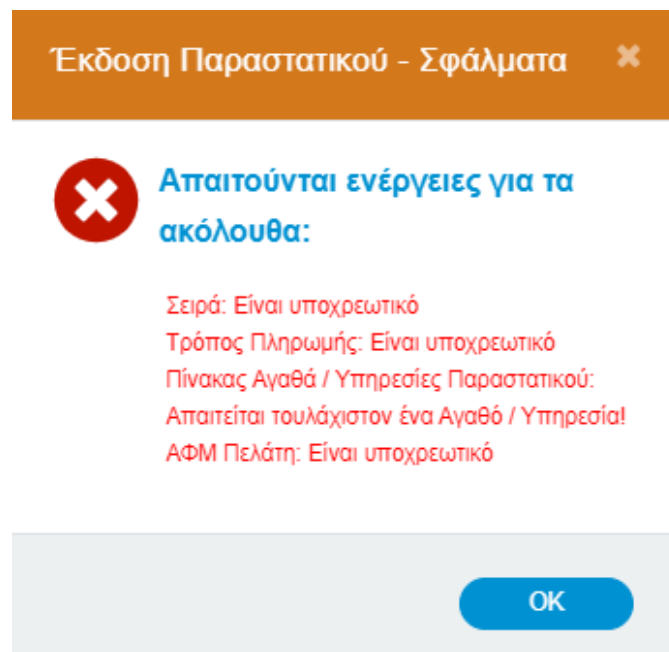 Έκδοση Παραστατικού - Σφάλματα
Απαιτούνται ενέργειες για τα
ακόλουθα:
Σειρά: Είναι υποχρεωτικό
Τρόπος Πληρωμής: Είναι υποχρεωτικό
Πίνακας Αγαθά / Υπηρεσίες Παραστατικού:
Απαιτείται τουλάχιστον ένα Αγαθό / Υπηρεσία!
ΑΦΜ Πελάτη: Είναι υποχρεωτικό
OK